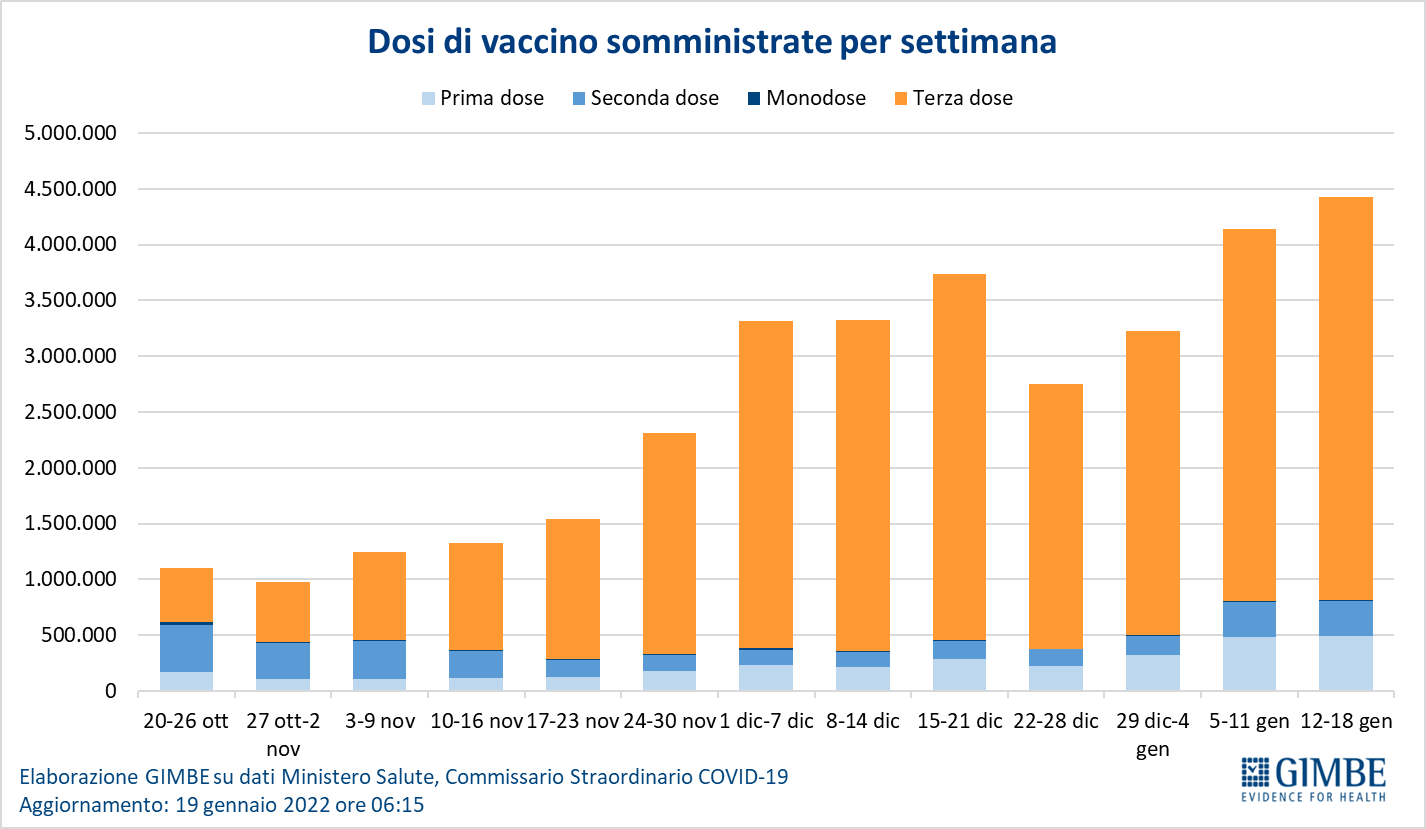 Dosi di vaccino somministrate per settimana
Prima dose Seconda dose Monodose Terza dose
5.000.000
4.500.000
4.000.000
3.500.000
3.000.000
2.500.000
2.000.000
1.500.000
1.000.000
500.000
0
20-26 ott 27 ott-2 3-9 nov 10-16 nov 17-23 nov 24-30 nov 1 dic-7 dic 8-14 dic 15-21 dic 22-28 dic 29 dic-4 5-11 gen 12-18 gen
nov gen
Elaborazione GIMBE su dati Ministero Salute, Commissario Straordinario COVID-19
Aggiornamento: 19 gennaio 2022 ore 06:15
GIMBE
EVIDENCE FOR HEALTH